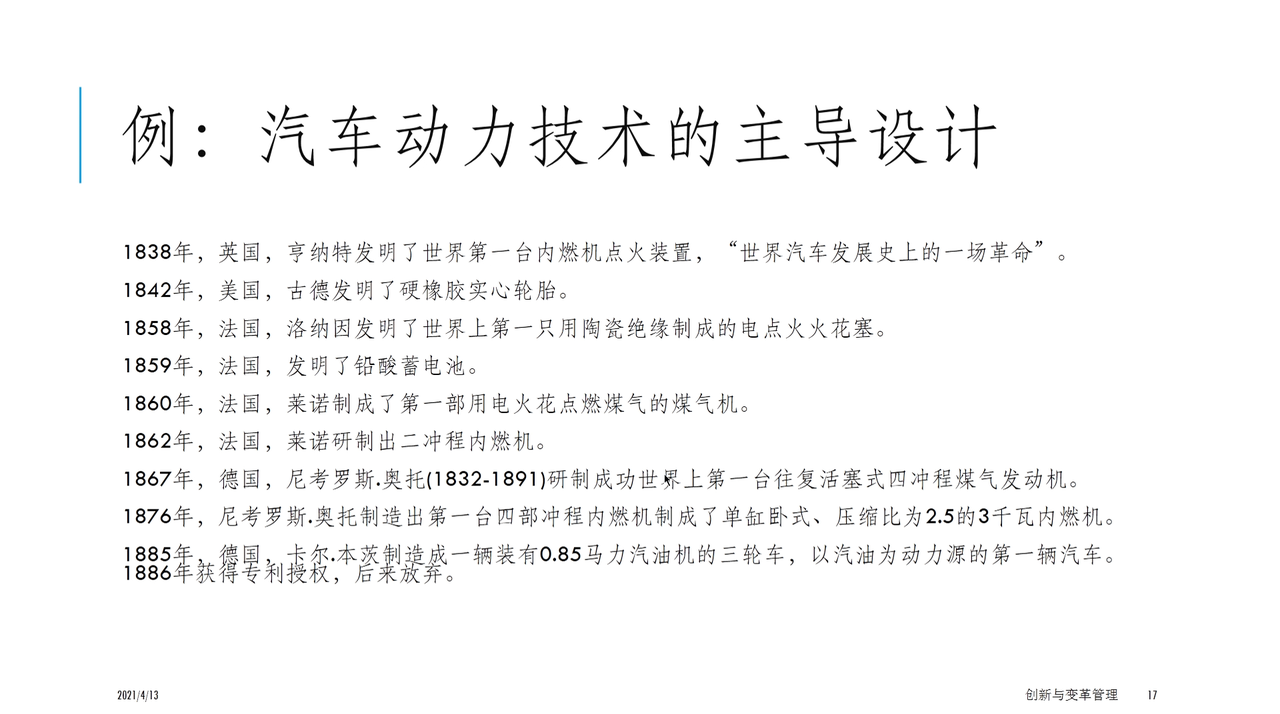 例：汽车动力技术的主导设计
1838年，英国，亨纳特发明了世界第一台内燃机点火装置，“世界汽车发展史上的一场革命”。
1842年，美国，古德发明了硬橡胶实心轮胎。
1858年，法国，洛纳因发明了世界上第一只用陶瓷绝缘制成的电点火火花塞。
1859年，法国，发明了铅酸蓄电池。
1860年，法国，莱诺制成了第一部用电火花点燃煤气的煤气机。
1862年，法国，莱诺研制出二冲程内燃机。
1867年，德国，尼考罗斯.奥托(1832-1891)研制成功世界上第一台往复活塞式四冲程煤气发动机。
1876年，尼考罗斯.奥托制造出第一台四部冲程内燃机制成了单缸卧式、压缩比为2.5的3千瓦内燃机。
1885年，德国，卡尔.本茨制造成一辆装有0.85马力汽油机的三轮车，以汽油为动力源的第一辆汽车。
1886年获得专利授权，后来放弃。
2021/4/13
创新与变革管理
17